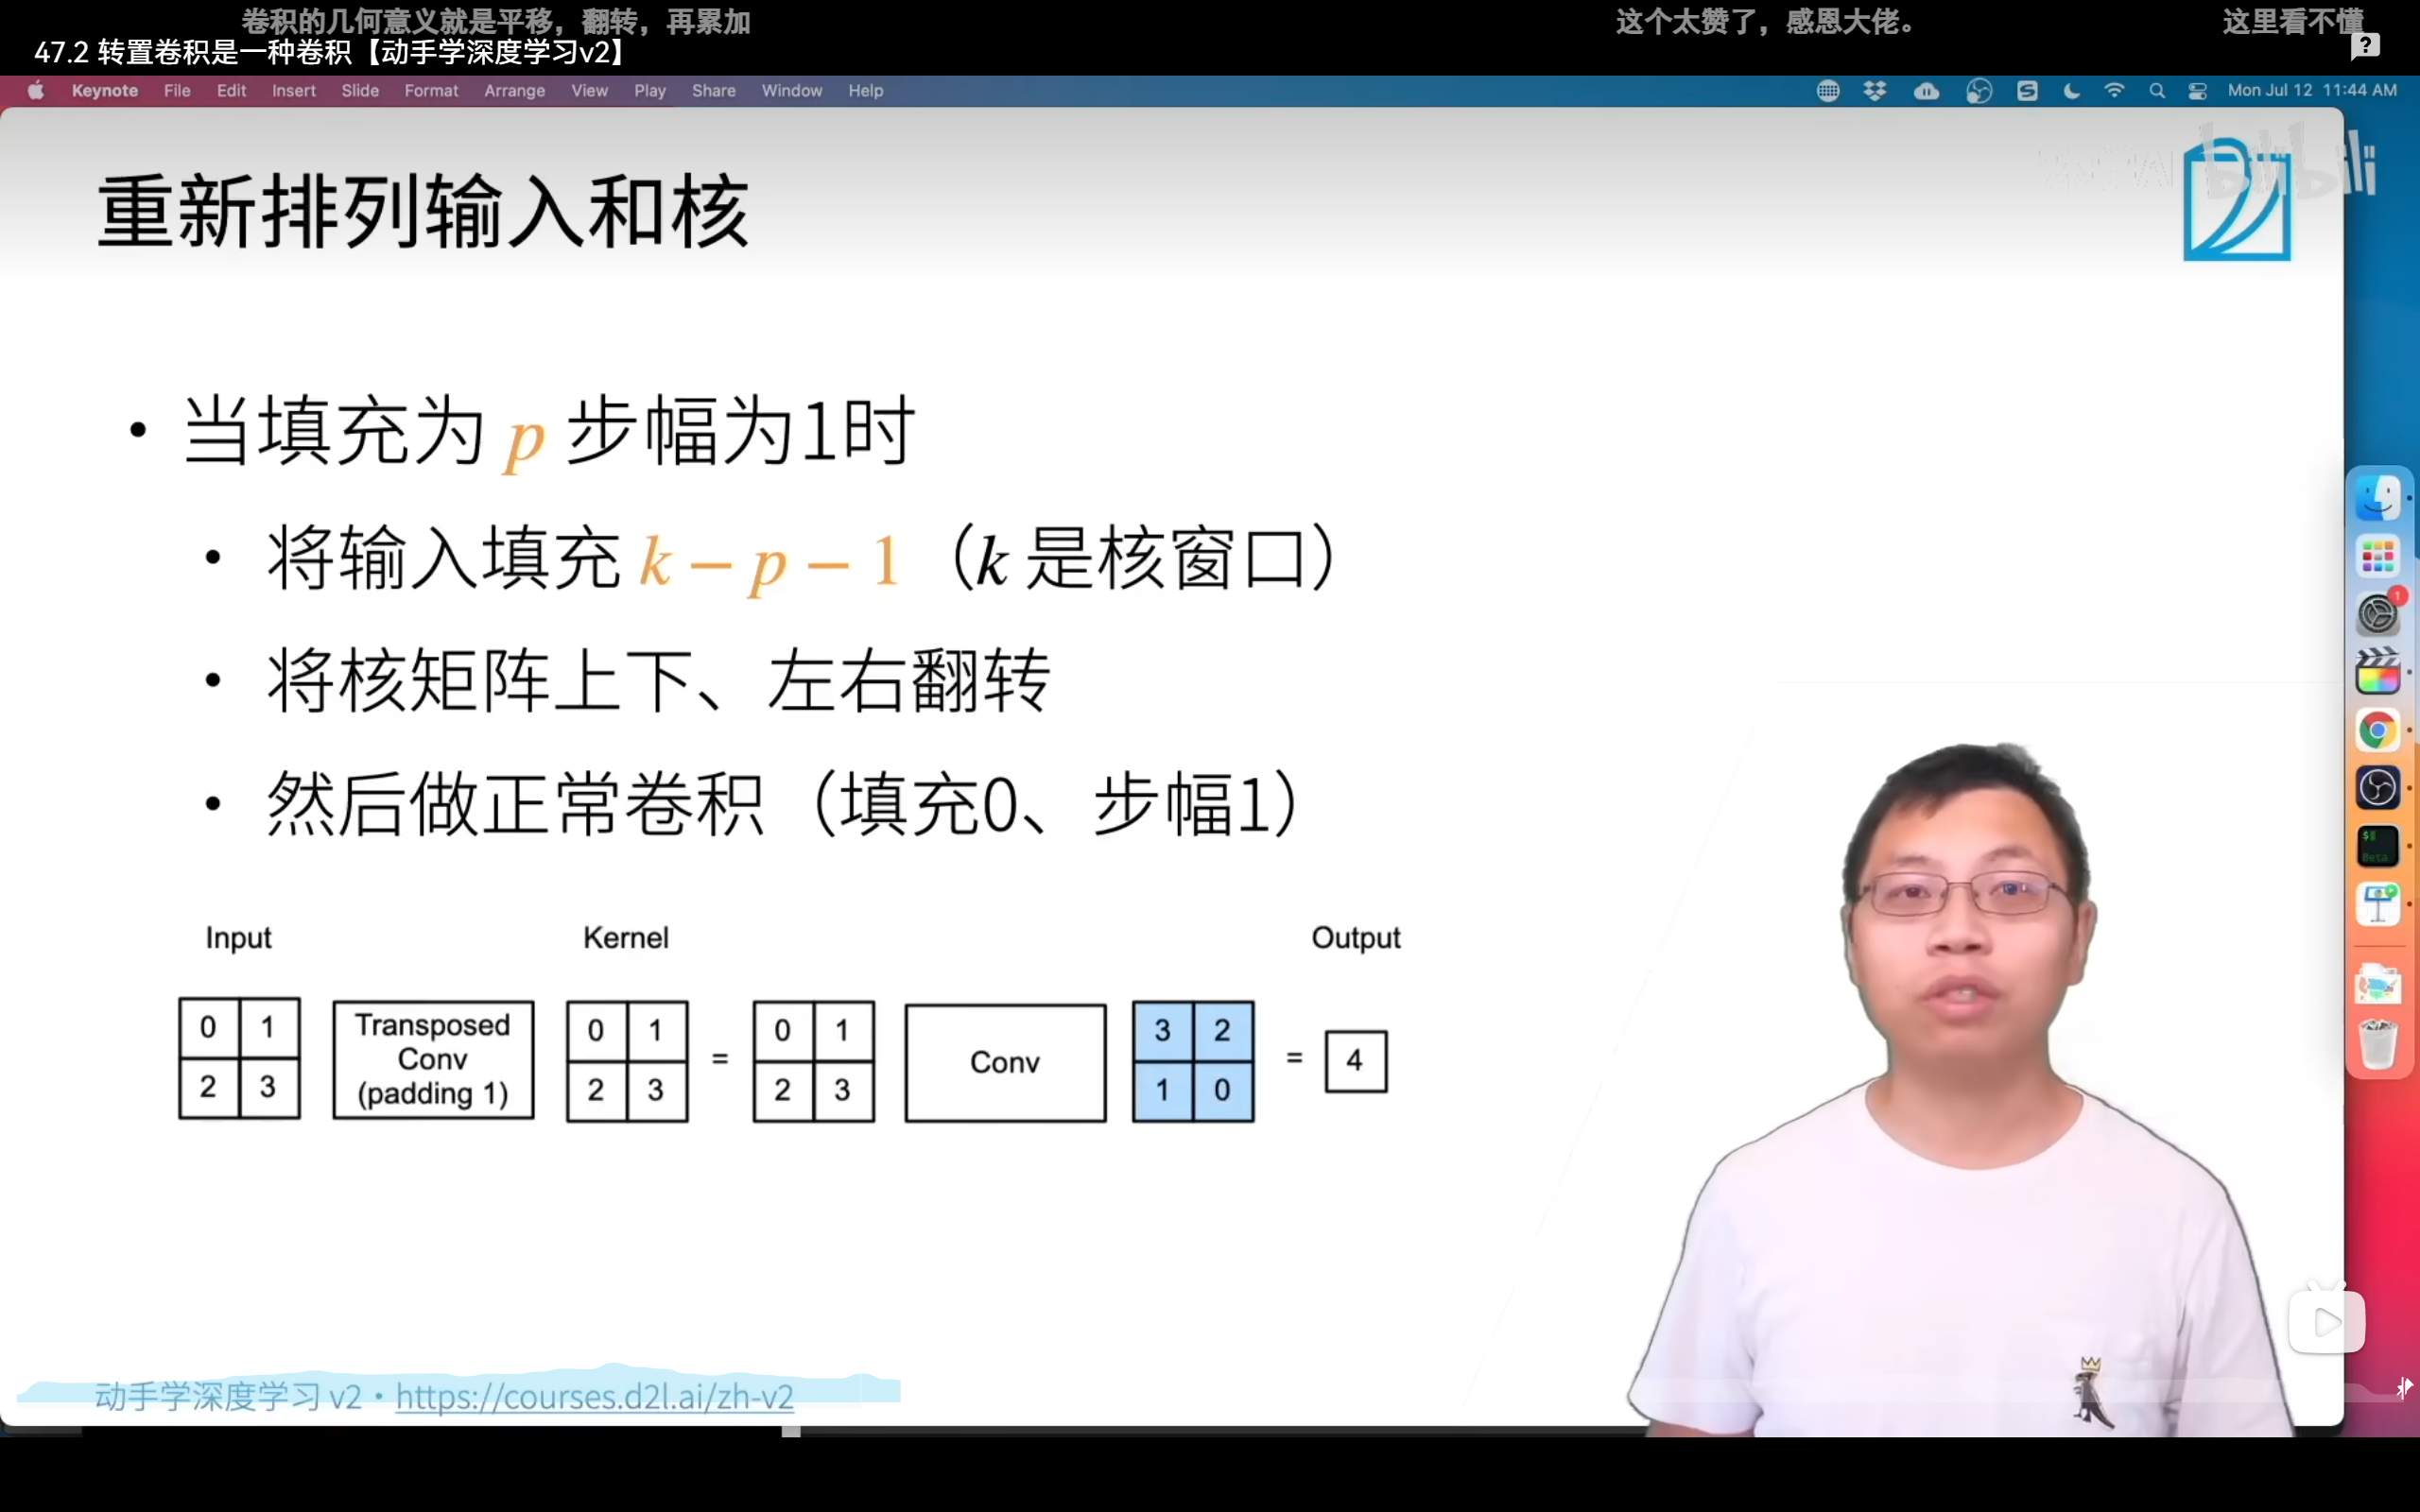 卷积的几何意义就是平移，翻转，再累加
这个太赞了，感恩大佬。
这里看不懂
47.2 转置卷积是一种卷积【动手学深度学习v2】
Keynote File Edit Insert Slide Format Arrange View Play Share Window Help
Mon Jul 12 11:44 AM
bilibili
重新排列输入和核
• 当填充为 p 步幅为1时
• 将输入填充 k − p − 1（k 是核窗口）
• 将核矩阵上下、左右翻转
• 然后做正常卷积（填充0、步幅1）
Input Kernel Output
0 1
2 3
Transposed
Conv
(padding 1)
0 1
2 3
=
0 1
2 3
Conv
3 2
1 0
=
4
动手学深度学习 v2 • https://courses.d2l.ai/zh-v2
1
$
Beta